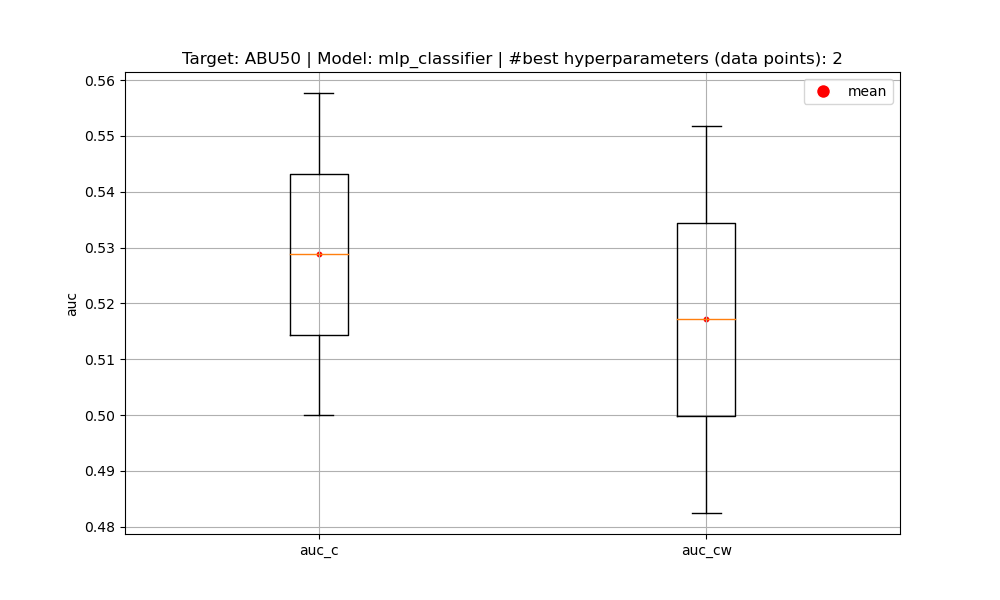 Target: ABU50 | Model: mlp_classifier | #best hyperparameters (data points): 2
mean
0.56
0.55
0.54
0.53
0.52
0.51
0.50
0.49
0.48
auc
auc_c
auc_cw